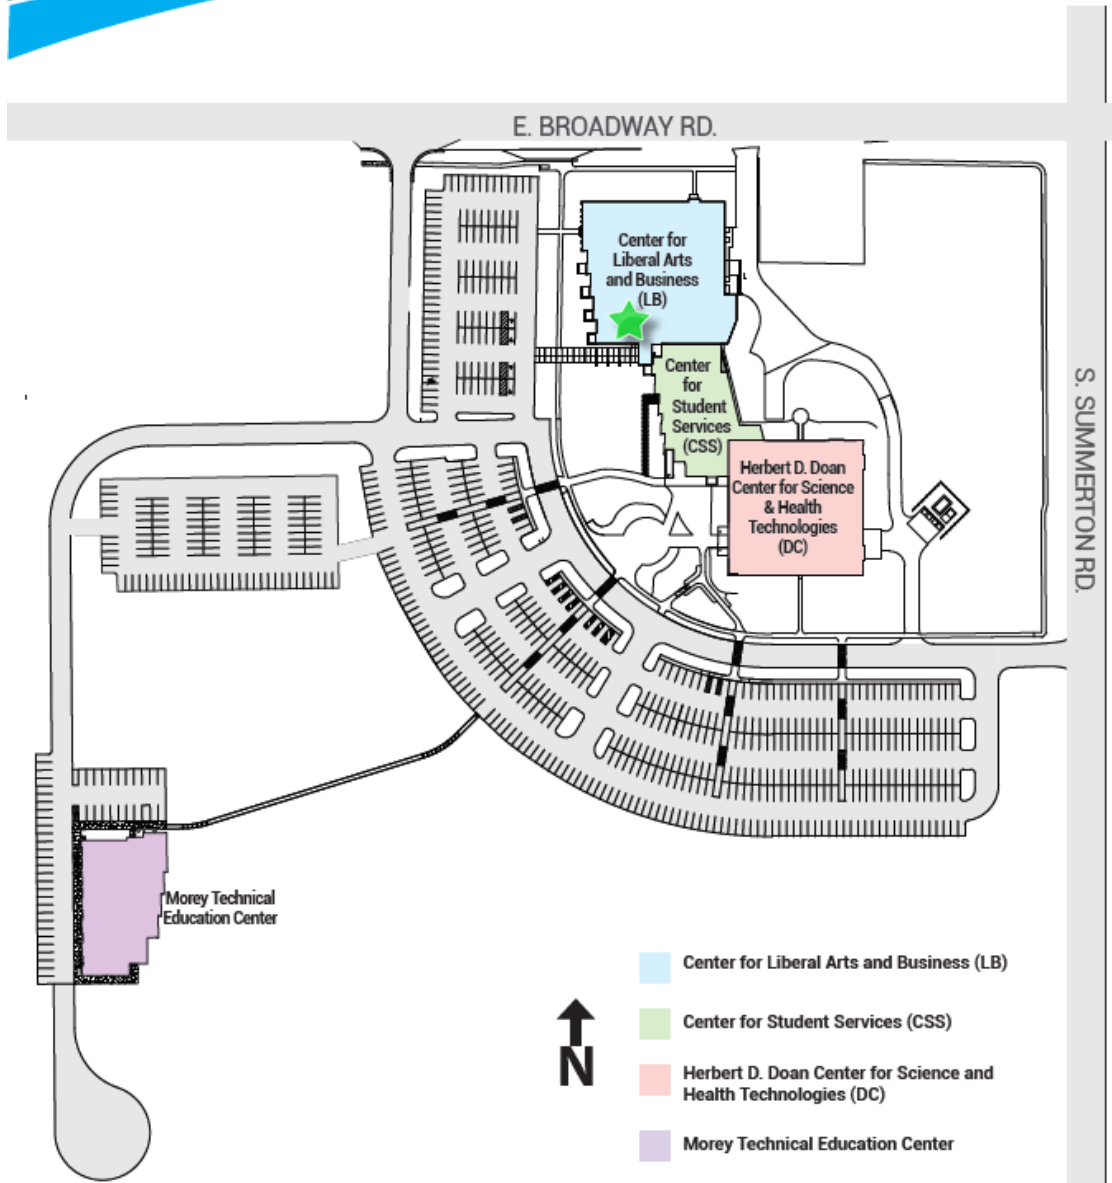 E. BROADWAY RD.
Center for
Liberal Arts
and Business
(LB)
Center
for
Student
Services
(CSS)
S. SUMMERTON RD.
Herbert D. Doan
Center for Science
& Health
Technologies
(DC)
Morey Technical
Education Center
Center for Liberal Arts and Business (LB)
Center for Student Services (CSS)
N
Herbert D. Doan Center for Science and
Health Technologies (DC)
Morey Technical Education Center